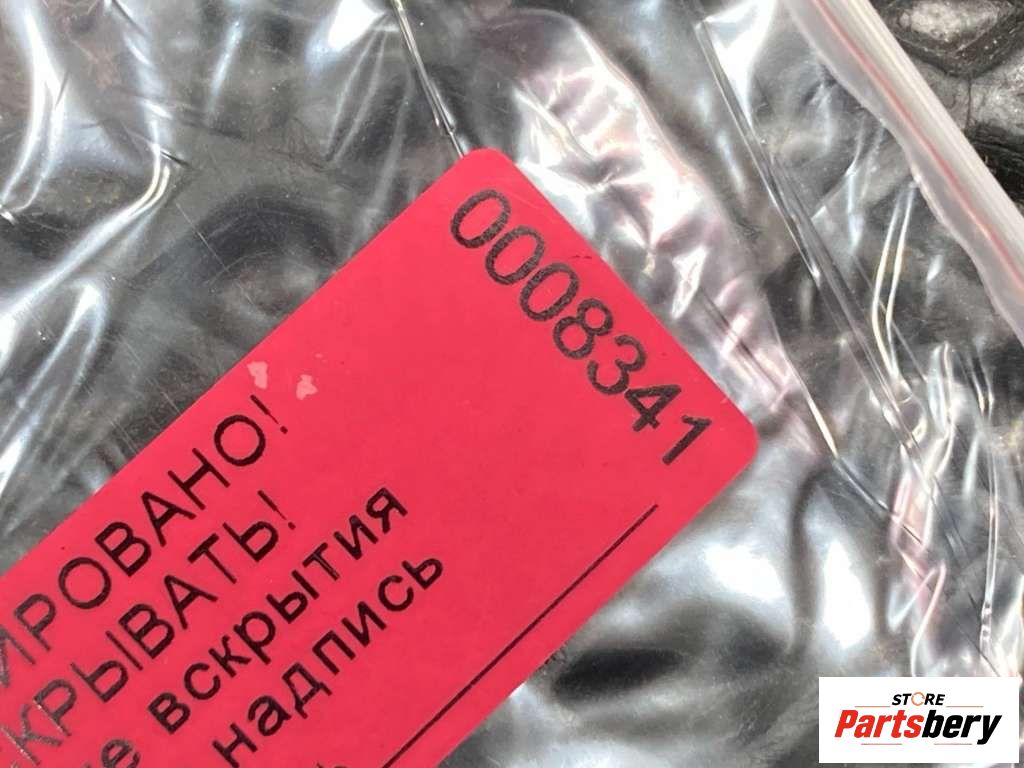 0008341
ИРОВАНО!
КРЫВАТЬ!
е вскрытия
надпись
STORE
Partsbery